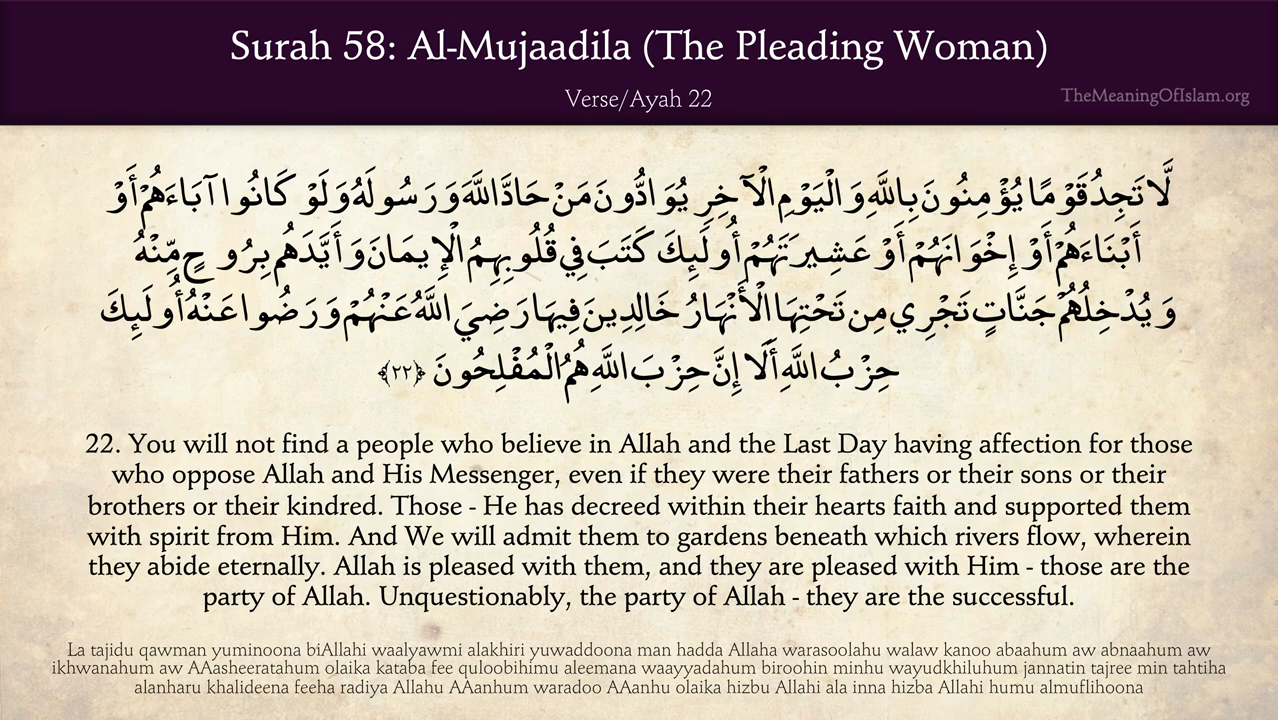 Surah 58: Al-Mujaadila (The Pleading Woman)
Verse/Ayah 22
TheMeaningOfIslam.org
لَّا تَجِدُ قَوْمًا يُؤْمِنُونَ بِاللَّهِ وَالْيَوْمِ الْآخِرِ يُوَادُّونَ مَنْ حَادَّ اللَّهَ وَرَسُولَهُ وَلَوْ كَانُوا آبَاءَهُمْ أَوْ
أَبْنَاءَهُمْ أَوْ إِخْوَانَهُمْ أَوْ عَشِيرَتَهُمْ أُولَٰئِكَ كَتَبَ فِي قُلُوبِهِمُ الْإِيمَانَ وَأَيَّدَهُم بِرُوحٍ مِّنْهُ
وَيُدْخِلُهُمْ جَنَّاتٍ تَجْرِي مِن تَحْتِهَا الْأَنْهَارُ خَالِدِينَ فِيهَا رَضِيَ اللَّهُ عَنْهُمْ وَرَضُوا عَنْهُ أُولَٰئِكَ
حِزْبُ اللَّهِ أَلَا إِنَّ حِزْبَ اللَّهِ هُمُ الْمُفْلِحُونَ ﴿٢٢﴾
22. You will not find a people who believe in Allah and the Last Day having affection for those
who oppose Allah and His Messenger, even if they were their fathers or their sons or their
brothers or their kindred. Those - He has decreed within their hearts faith and supported them
with spirit from Him. And We will admit them to gardens beneath which rivers flow, wherein
they abide eternally. Allah is pleased with them, and they are pleased with Him - those are the
party of Allah. Unquestionably, the party of Allah - they are the successful.
La tajidu qawman yuminoona biAllahi waalyawmi alakhiri yuwaddoona man hadda Allaha warasoolahu walaw kanoo abaahum aw abnaahum aw
ikhwanahum aw AAasheeratahum olaika kataba fee quloobihimu aleemana waayyadahum biroohin minhu wayudkhiluhum jannatin tajree min tahtiha
alanharu khalideena feeha radiya Allahu AAanhum waradoo AAanhu olaika hizbu Allahi ala inna hizba Allahi humu almuflihoona